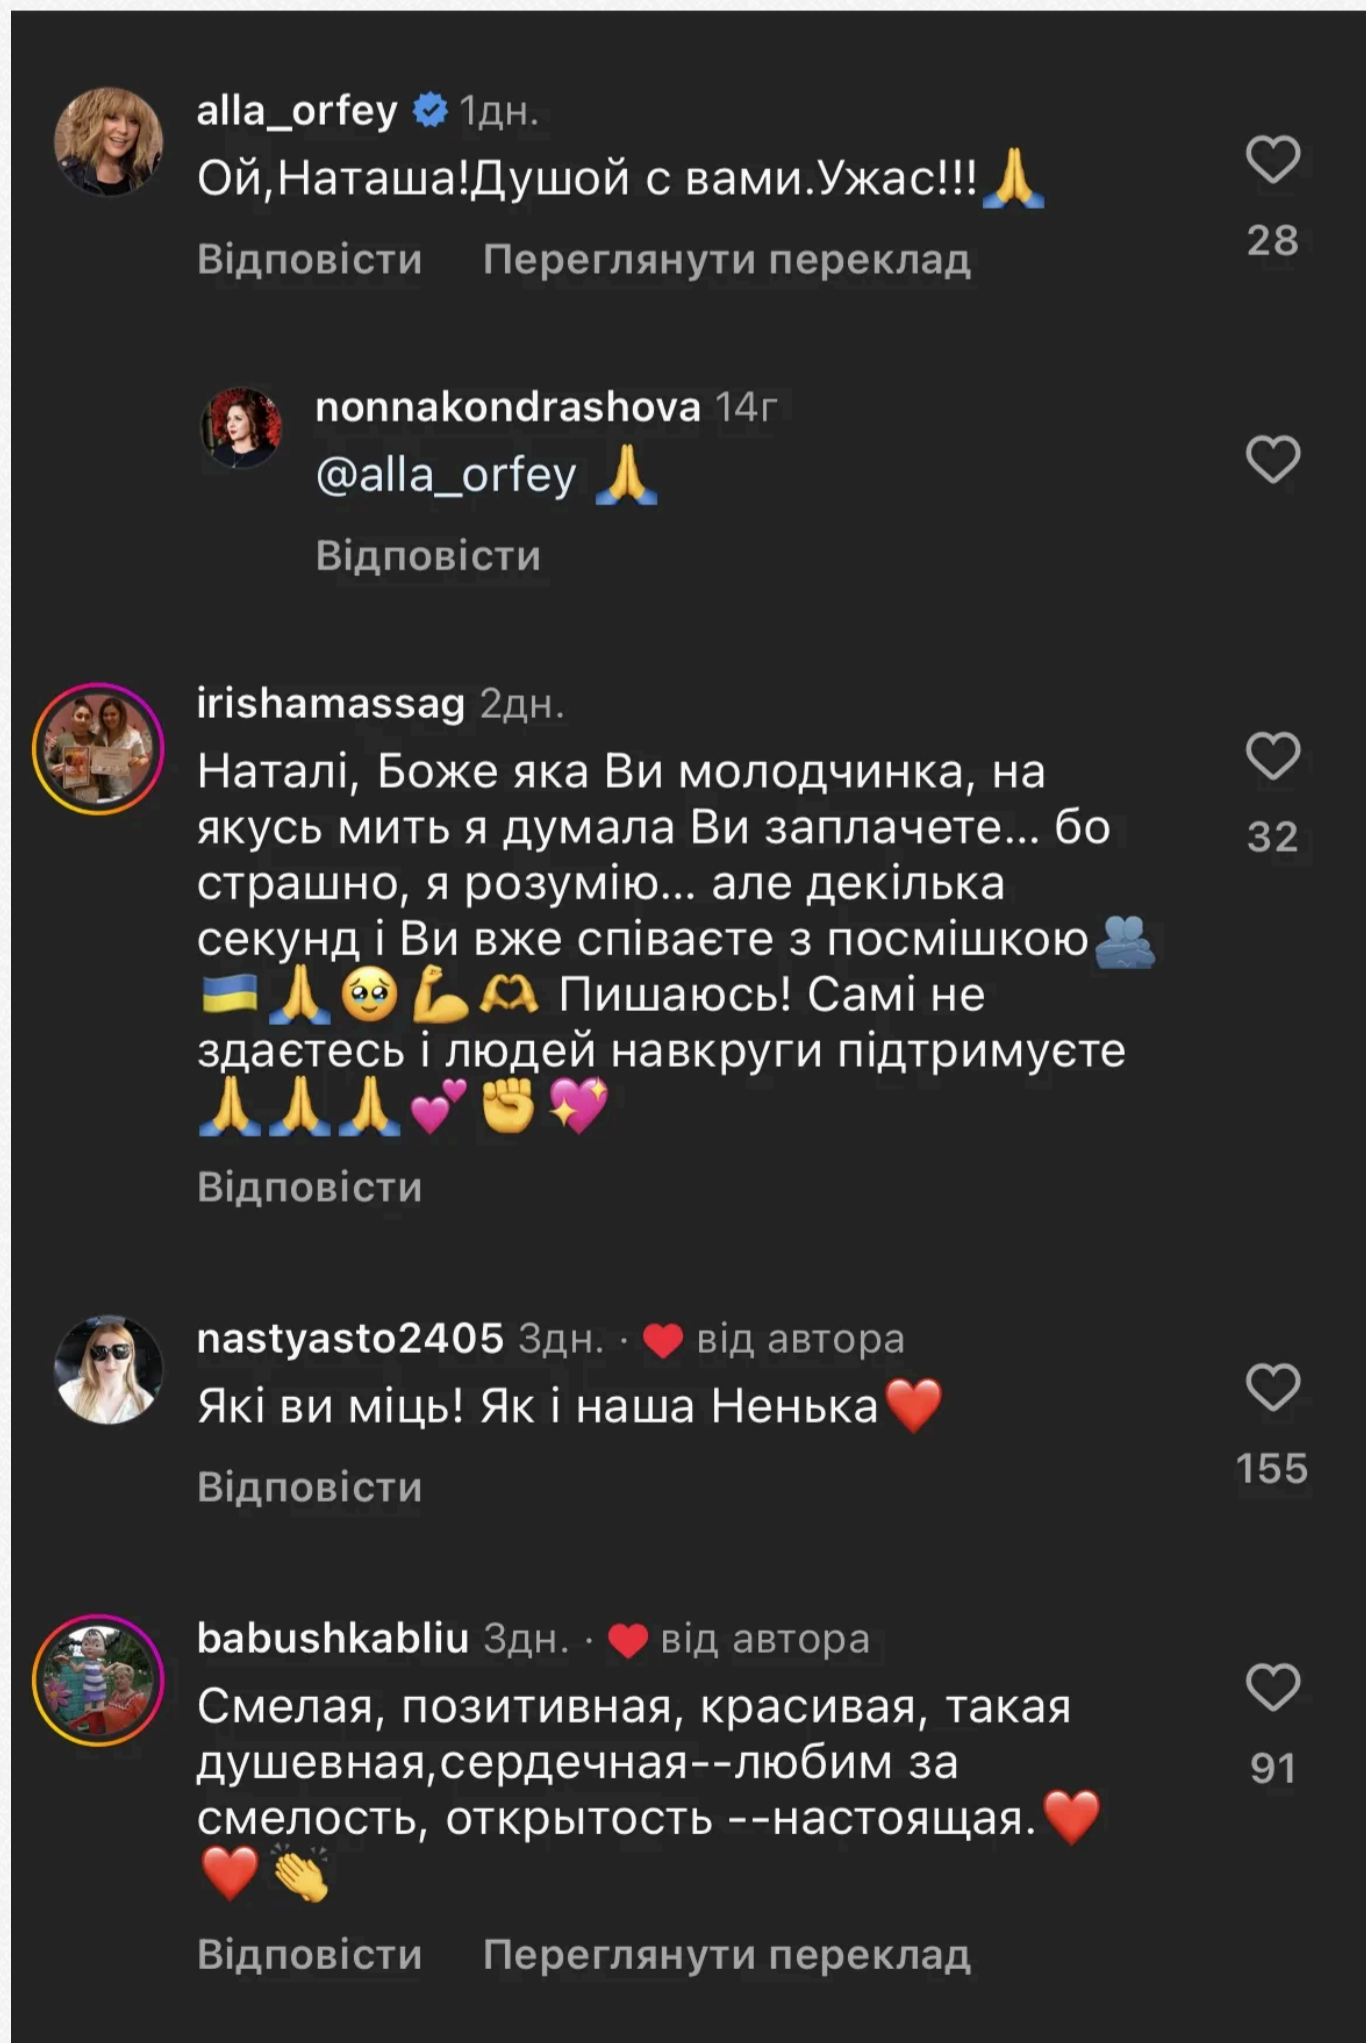 alla_orfey 1дн.
Ой,Наташа!Душой с вами.Ужас!!!🙏
28
Відповісти Переглянути переклад
nonnakondrashova 14г
@alla_orfey 🙏
Відповісти
irishamassag 2дн.
Наталі, Боже яка Ви молодчинка, на
якусь мить я думала Ви заплачете... бо
32
страшно, я розумію... але декілька
секунд і Ви вже співаєте з посмішкою🫂
🇺🇦🙏🥹💪🫶 Пишаюсь! Самі не
здаєтесь і людей навкруги підтримуєте
🙏🙏🙏💕✊💖
Відповісти
nastyasto2405 3дн. · ❤️ від автора
Які ви міць! Як і наша Ненька❤️
155
Відповісти
babushkabliu 3дн. · ❤️ від автора
Смелая, позитивная, красивая, такая
душевная,сердечная--любим за
91
смелость, открытость --настоящая.❤️
❤️👏
Відповісти Переглянути переклад